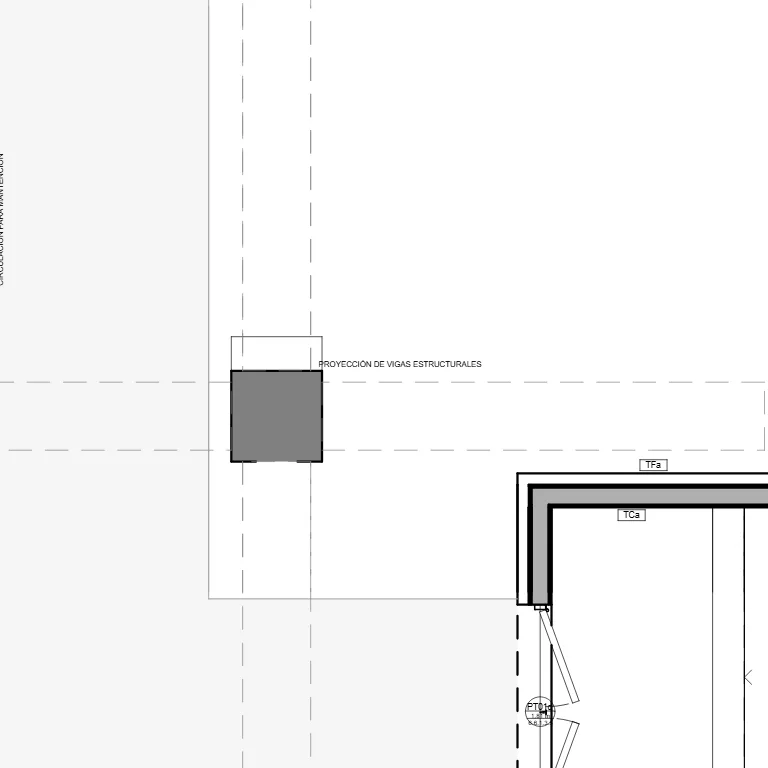 CIRCULACIÓN PARA MANTENCIÓN
PROYECCIÓN DE VIGAS ESTRUCTURALES
TFa
TCa